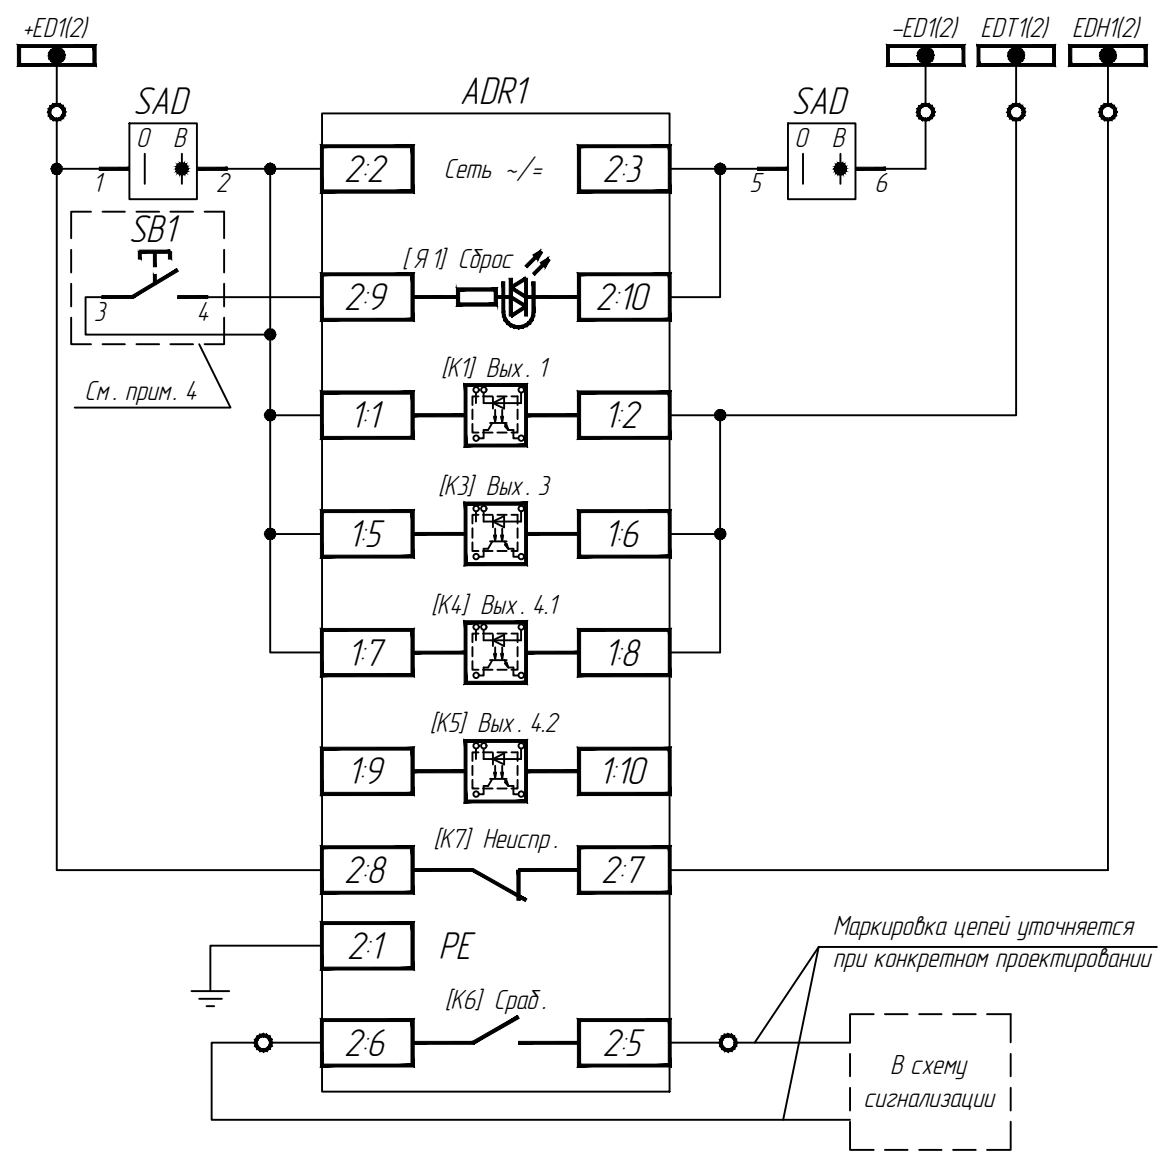 +ED1(2)
-ED1(2)
EDT1(2)
EDH1(2)
ADR1
SAD
O B
1 2
SAD
O B
5 6
2:2 Сеть ~/= 2:3
SB1
3 4
См. прим. 4
[Я1] Сброс
2:9 2:10
[K1] Вых. 1
1:1 1:2
[K3] Вых. 3
1:5 1:6
[K4] Вых. 4.1
1:7 1:8
[K5] Вых. 4.2
1:9 1:10
[K7] Неиспр.
2:8 2:7
2:1 PE
[K6] Сраб.
2:6 2:5
Маркировка цепей уточняется
при конкретном проектировании
В схему
сигнализации